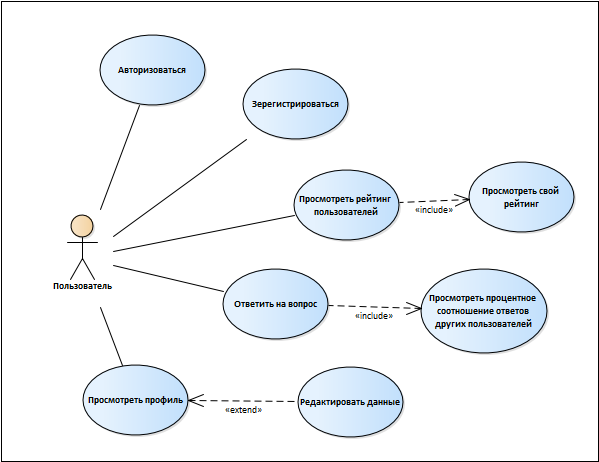 Авторизоваться
Зерегистрироваться
Просмотреть рейтинг
пользователей
«include»
Просмотреть свой
рейтинг
Пользователь
Ответить на вопрос
«include»
Просмотреть процентное
соотношение ответов
других пользователей
Просмотреть профиль
«extend»
Редактировать данные